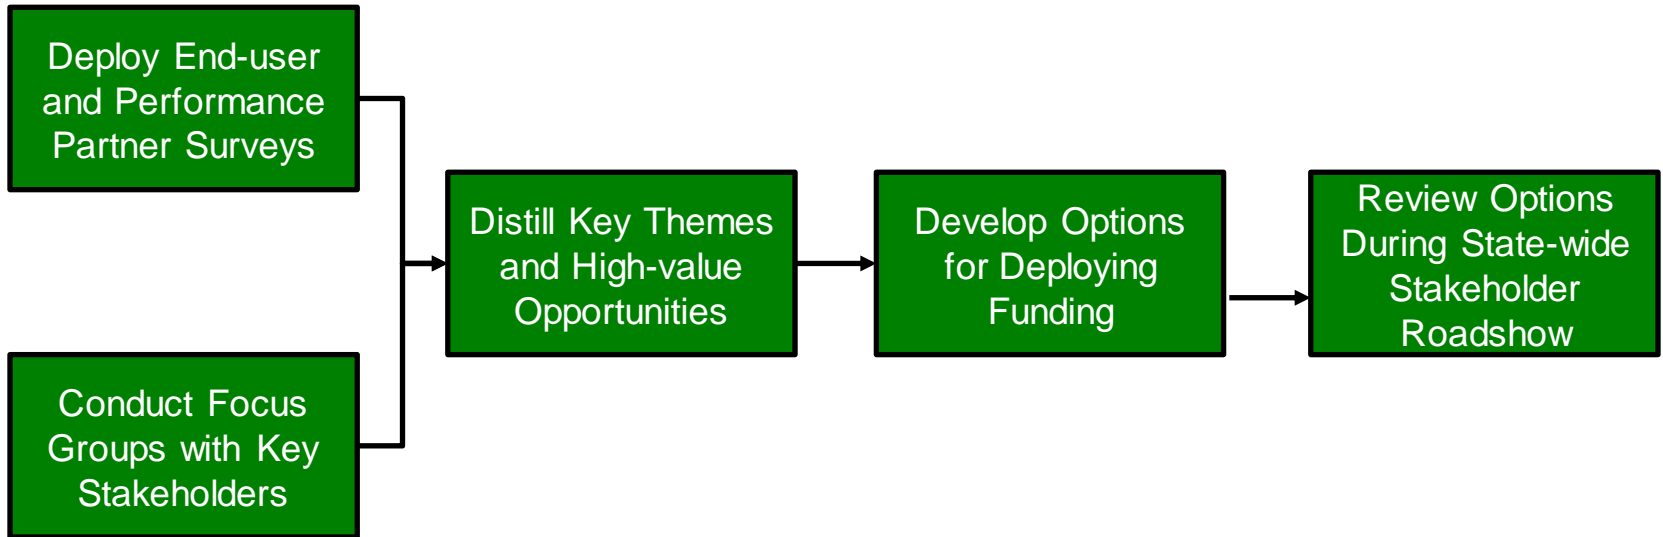 Deploy End-user
and Performance
Partner Surveys
Conduct Focus
Groups with Key
Stakeholders
Distill Key Themes
and High-value
Opportunities
Develop Options
for Deploying
Funding
Review Options
During State-wide
Stakeholder
Roadshow